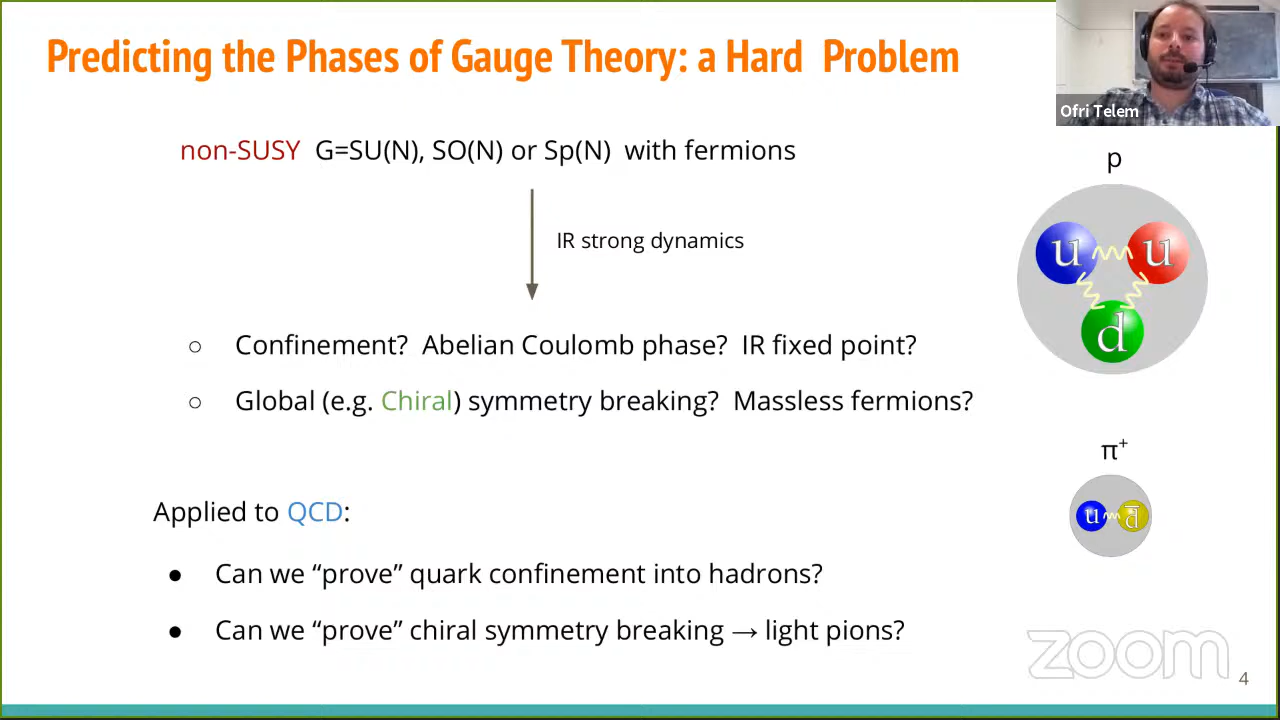 Predicting the Phases of Gauge Theory: a Hard Problem
Ofri Telem
non-SUSY G=SU(N), SO(N) or Sp(N) with fermions
p
u u
d
IR strong dynamics
○ Confinement? Abelian Coulomb phase? IR fixed point?
○ Global (e.g. Chiral) symmetry breaking? Massless fermions?
π⁺
u d̅
Applied to QCD:
● Can we “prove” quark confinement into hadrons?
● Can we “prove” chiral symmetry breaking → light pions?
zoom
4